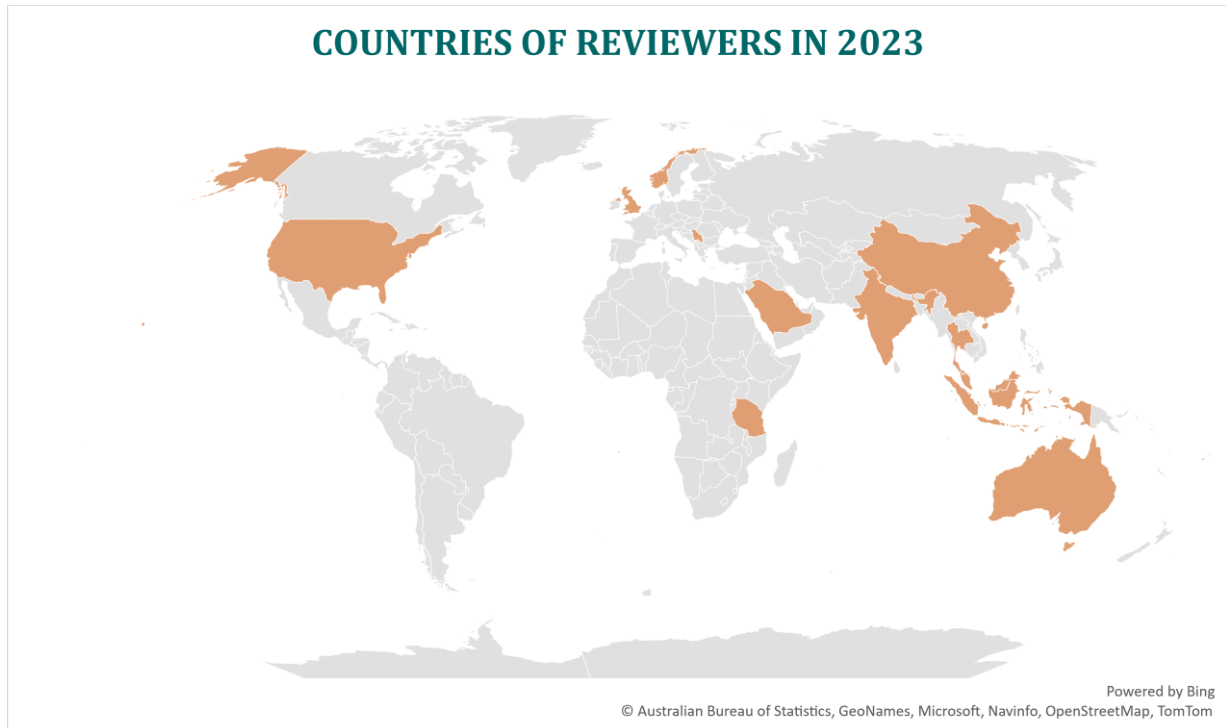 COUNTRIES OF REVIEWERS IN 2023
Powered by Bing
© Australian Bureau of Statistics, GeoNames, Microsoft, Navinfo, OpenStreetMap, TomTom